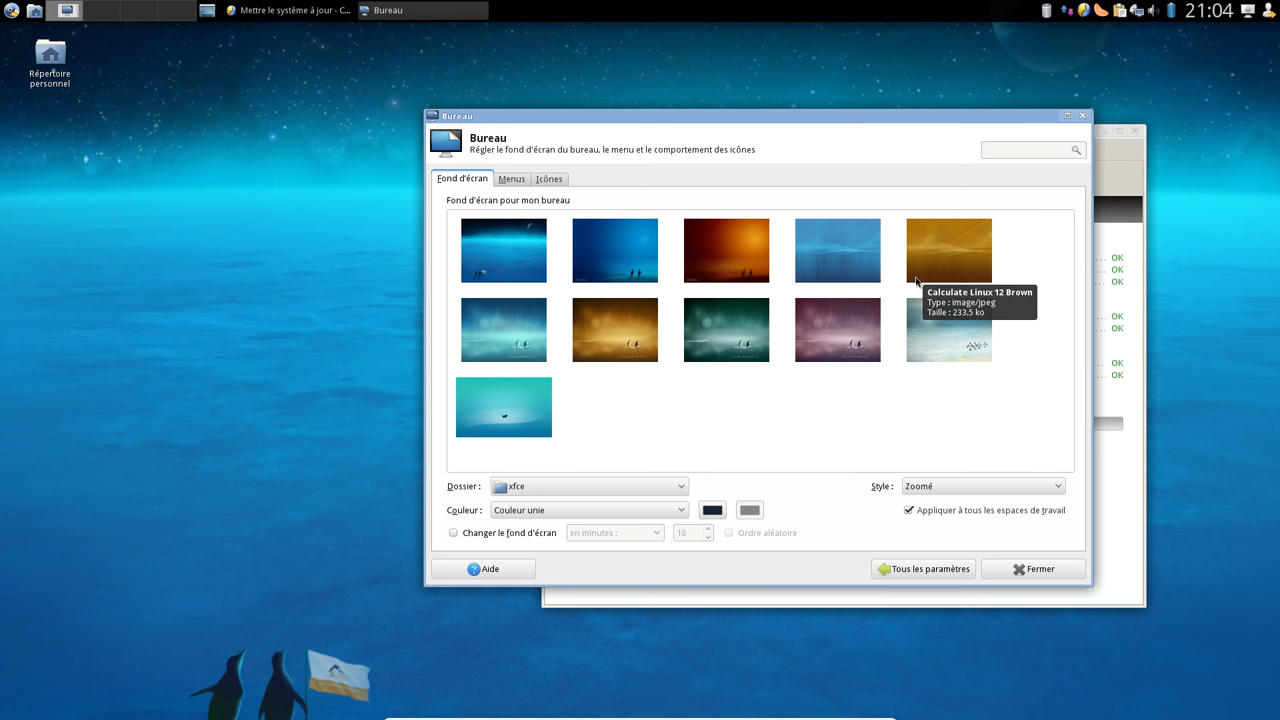 Mettre le système à jour - C...
Bureau
21:04
Répertoire
personnel
Bureau
Bureau
Régler le fond d'écran du bureau, le menu et le comportement des icônes
Fond d'écran
Menus
Icônes
Fond d'écran pour mon bureau
Calculate Linux 12 Brown
Type : image/jpeg
Taille : 233.5 ko
... OK
... OK
... OK
... OK
... OK
... OK
... OK
Dossier :
xfce
Style :
Zoomé
Couleur :
Couleur unie
Appliquer à tous les espaces de travail
Changer le fond d'écran
en minutes :
10
Ordre aléatoire
Aide
Tous les paramètres
Fermer